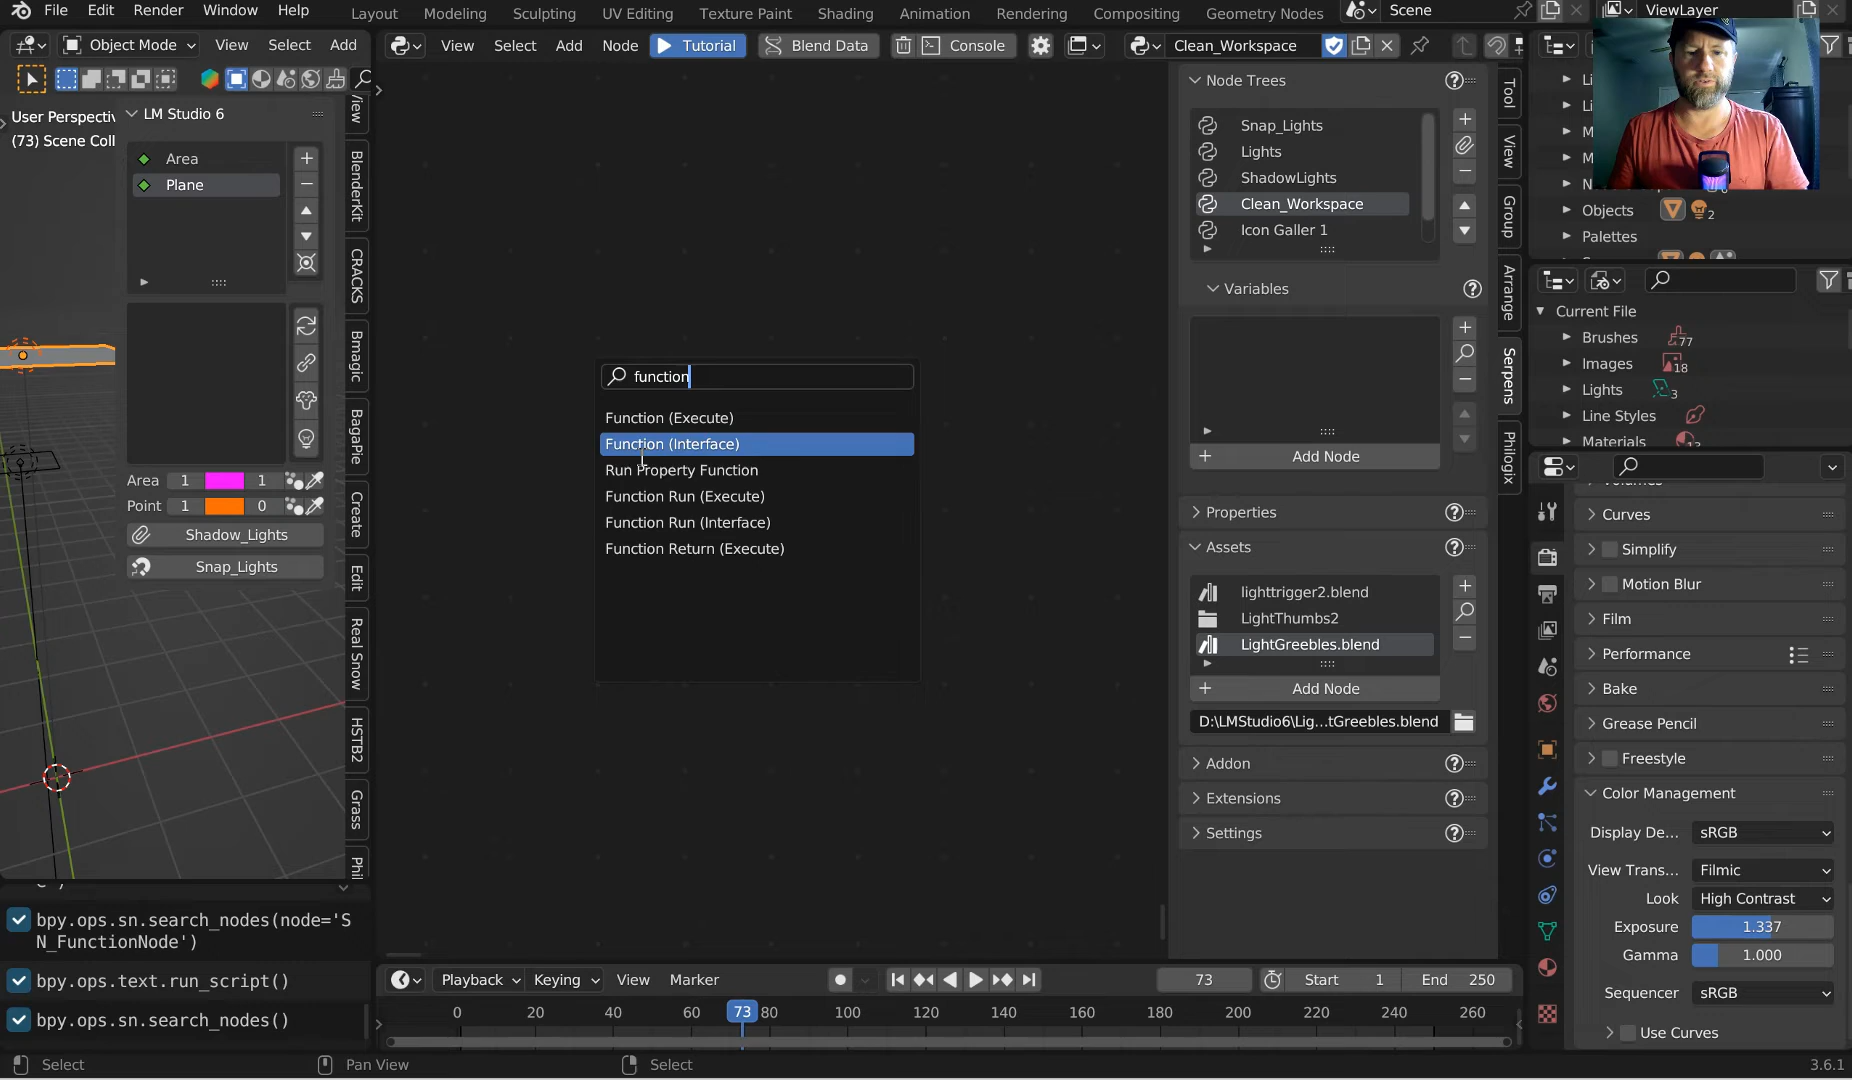 File Edit Render Window Help Layout Modeling Sculpting UV Editing Texture Paint Shading Animation Rendering Compositing Geometry Nodes Scene ViewLayer
Object Mode View Select Add View Select Add Node Tutorial Blend Data Console Clean_Workspace
User Perspectiv
(73) Scene Coll
LM Studio 6
Area
Plane
Area 1 1
Point 1 0
Shadow_Lights
Snap_Lights
BlenderKit
CRACKS
Bmagic
BagaPie
Create
Edit
Real Snow
HSTB2
Grass
Phil
function
Function (Execute)
Function (Interface)
Run Property Function
Function Run (Execute)
Function Run (Interface)
Function Return (Execute)
Node Trees
Snap_Lights
Lights
ShadowLights
Clean_Workspace
Icon Galler 1
Variables
Add Node
Properties
Assets
lighttrigger2.blend
LightThumbs2
LightGreebles.blend
Add Node
D:\LMStudio6\Lig...tGreebles.blend
Addon
Extensions
Settings
Tool
View
Group
Arrange
Serpens
Philogix
Objects 2
Palettes
Current File
Brushes 77
Images 18
Lights 3
Line Styles
Materials
Curves
Simplify
Motion Blur
Film
Performance
Bake
Grease Pencil
Freestyle
Color Management
Display De... sRGB
View Trans... Filmic
Look High Contrast
Exposure 1.337
Gamma 1.000
Sequencer sRGB
Use Curves
bpy.ops.sn.search_nodes(node='S
N_FunctionNode')
bpy.ops.text.run_script()
bpy.ops.sn.search_nodes()
Playback Keying View Marker 73 Start 1 End 250
0 20 40 60 73 80 100 120 140 160 180 200 220 240 260
Select Pan View Select 3.6.1